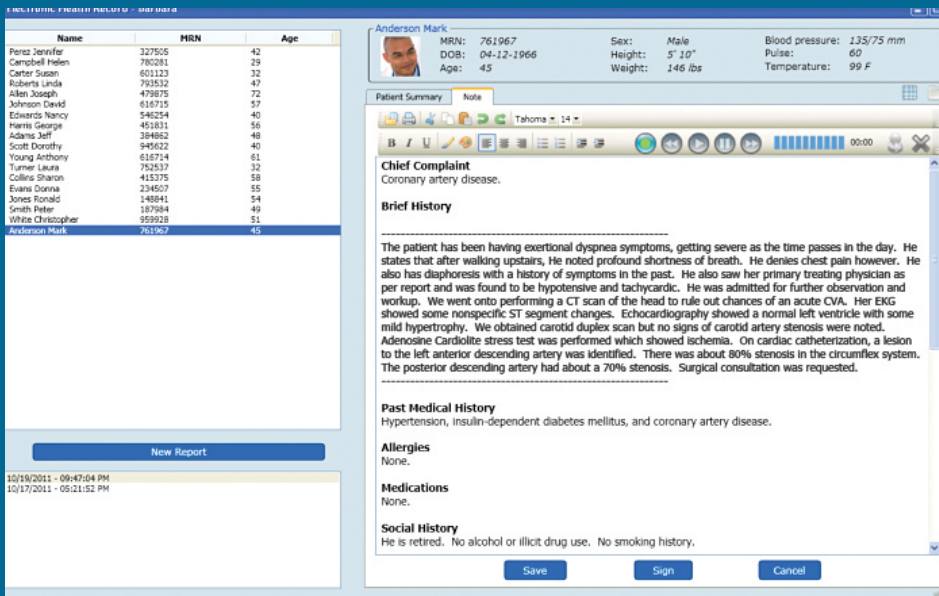 Electronic Health Record - Barbara
Name MRN Age
Perez Jennifer 327505 42
Campbell Helen 780281 29
Carter Susan 601123 32
Roberts Linda 793532 47
Allen Joseph 479875 72
Johnson David 616715 57
Edwards Nancy 546254 40
Harris George 451831 56
Adams Jeff 384862 48
Scott Dorothy 945622 40
Young Anthony 616714 61
Turner Laura 752537 32
Collins Sharon 415375 58
Evans Donna 234507 55
Jones Ronald 148841 54
Smith Peter 187984 49
White Christopher 959928 51
Anderson Mark 761967 45
New Report
10/19/2011 - 09:47:04 PM
10/17/2011 - 05:21:52 PM
Anderson Mark
MRN: 761967 Sex: Male Blood pressure: 135/75 mm
DOB: 04-12-1966 Height: 5' 10" Pulse: 60
Age: 45 Weight: 146 lbs Temperature: 99 F
Patient Summary Note
Tahoma 14
B I U 00:00
Chief Complaint
Coronary artery disease.
Brief History
------------------------------------------------------------
The patient has been having exertional dyspnea symptoms, getting severe as the time passes in the day. He
states that after walking upstairs, He noted profound shortness of breath. He denies chest pain however. He
also has diaphoresis with a history of symptoms in the past. He also saw her primary treating physician as
per report and was found to be hypotensive and tachycardic. He was admitted for further observation and
workup. We went onto performing a CT scan of the head to rule out chances of an acute CVA. Her EKG
showed some nonspecific ST segment changes. Echocardiography showed a normal left ventricle with some
mild hypertrophy. We obtained carotid duplex scan but no signs of carotid artery stenosis were noted.
Adenosine Cardiolite stress test was performed which showed ischemia. On cardiac catheterization, a lesion
to the left anterior descending artery was identified. There was about 80% stenosis in the circumflex system.
The posterior descending artery had about a 70% stenosis. Surgical consultation was requested.
------------------------------------------------------------
Past Medical History
Hypertension, insulin-dependent diabetes mellitus, and coronary artery disease.
Allergies
None.
Medications
None.
Social History
He is retired. No alcohol or illicit drug use. No smoking history.
Save Sign Cancel